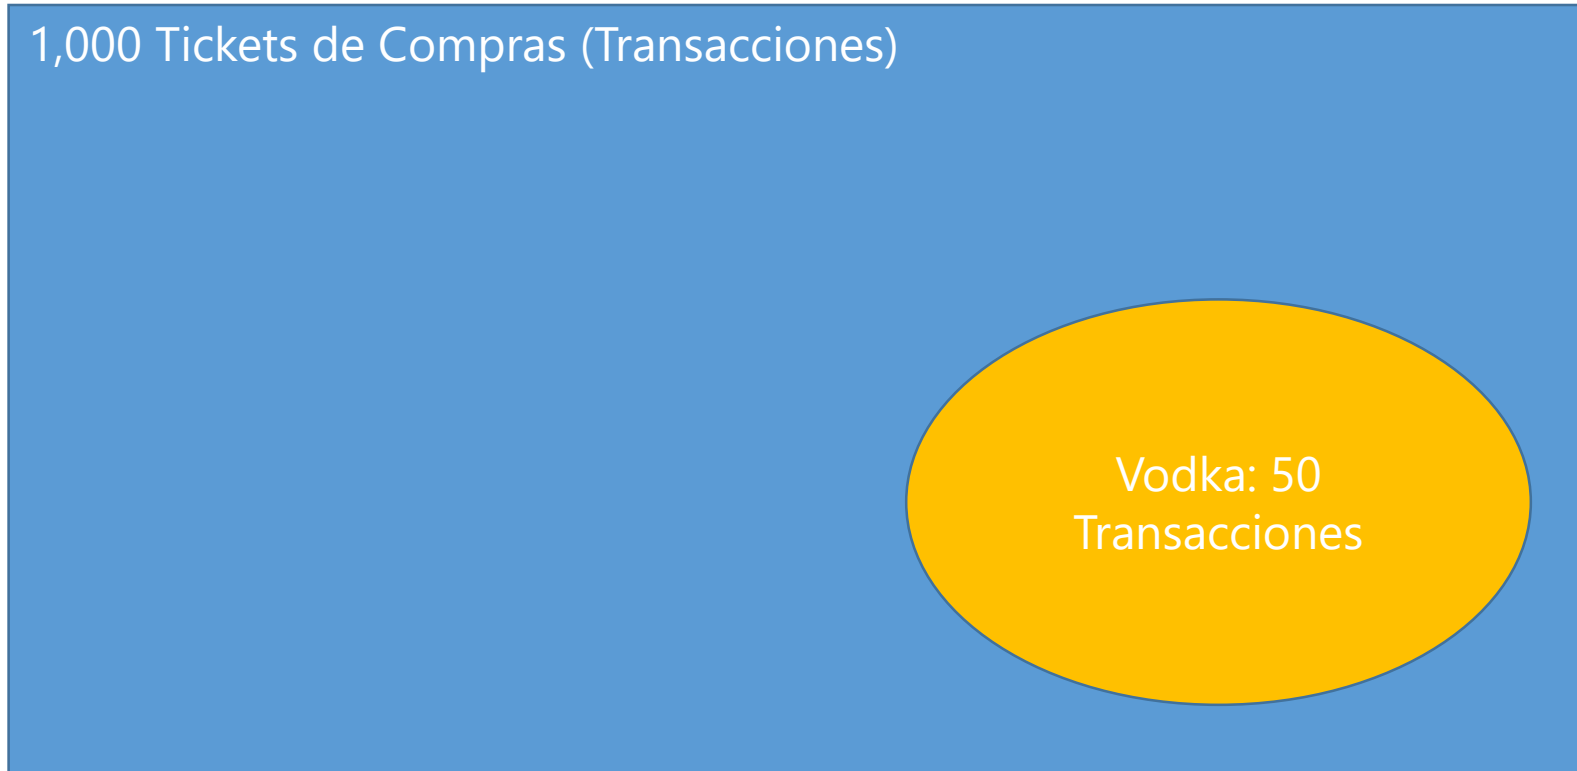 1,000 Tickets de Compras (Transacciones)
Vodka: 50
Transacciones